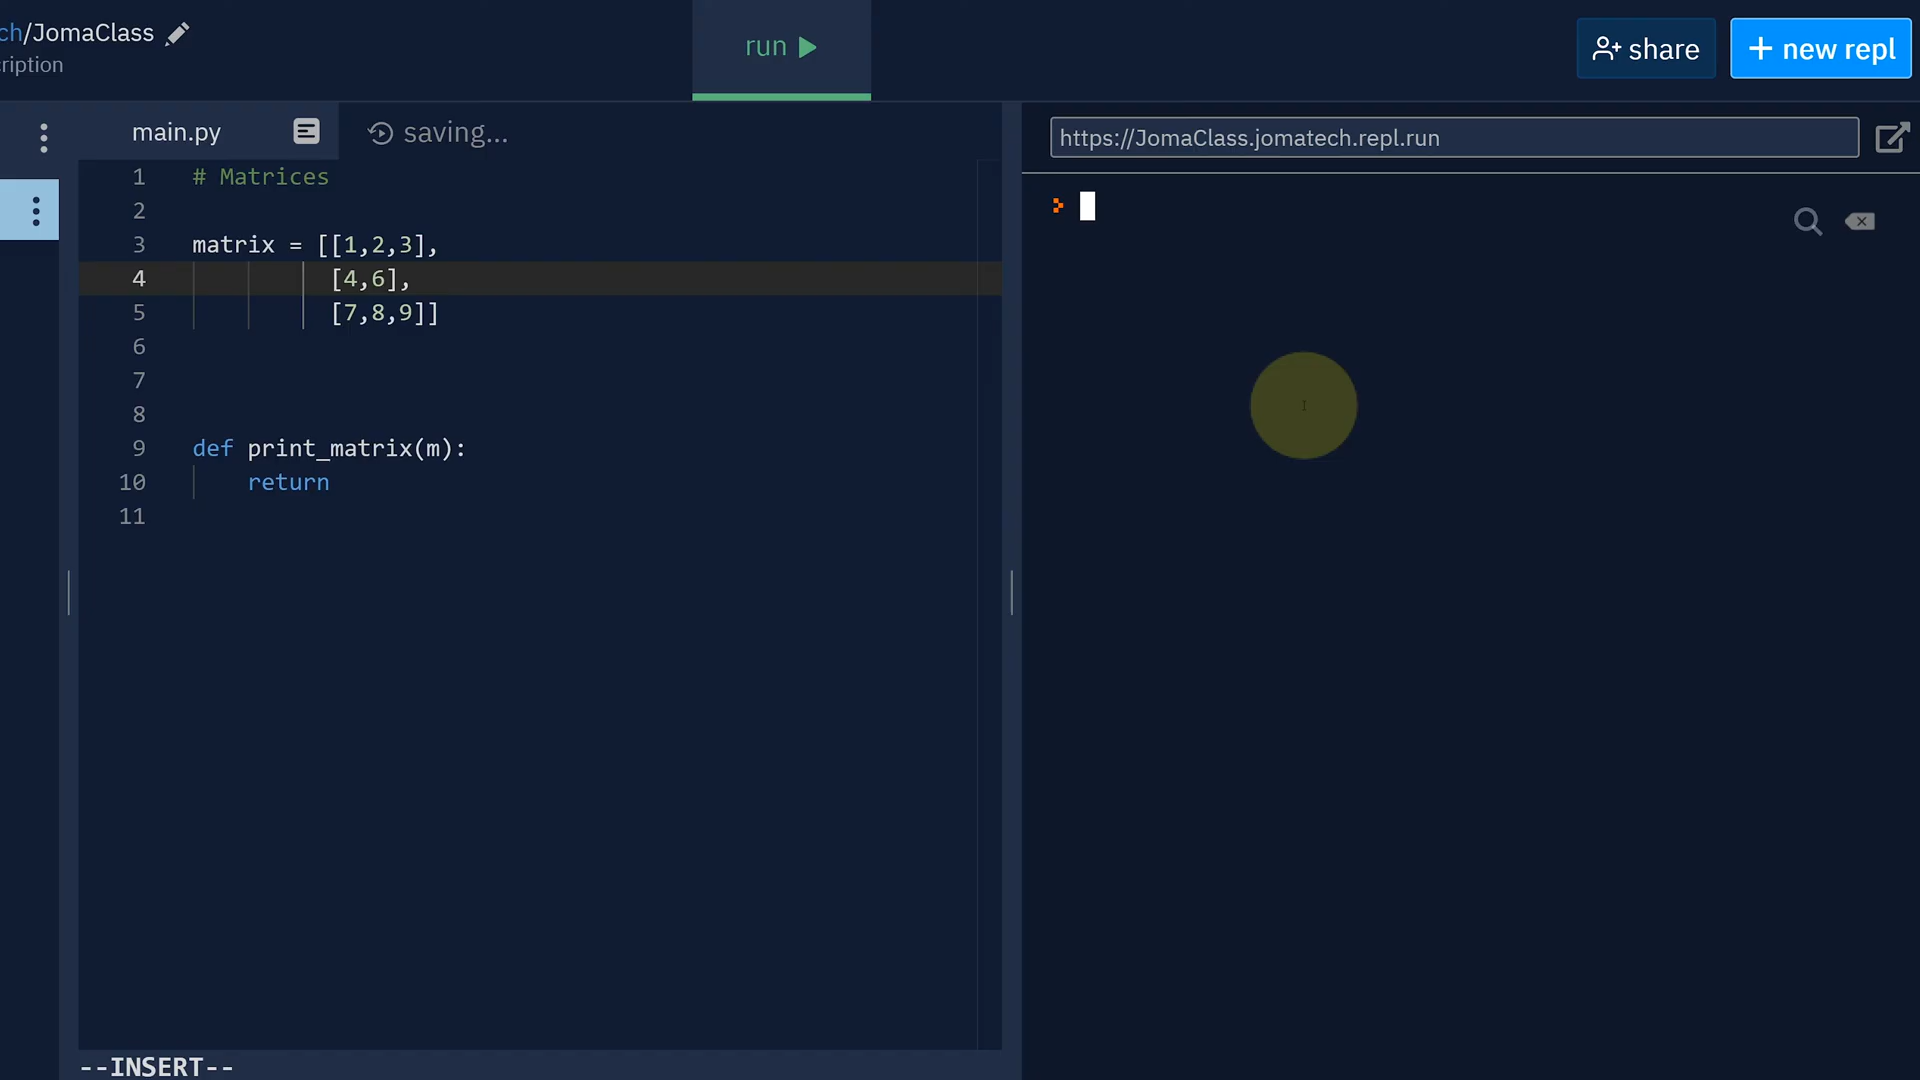 ch/JomaClass
cription
run
share
+ new repl
main.py
saving...
https://JomaClass.jomatech.repl.run
1 # Matrices
2
3 matrix = [[1,2,3],
4 [4,6],
5 [7,8,9]]
6
7
8
9 def print_matrix(m):
10 return
11
--INSERT--